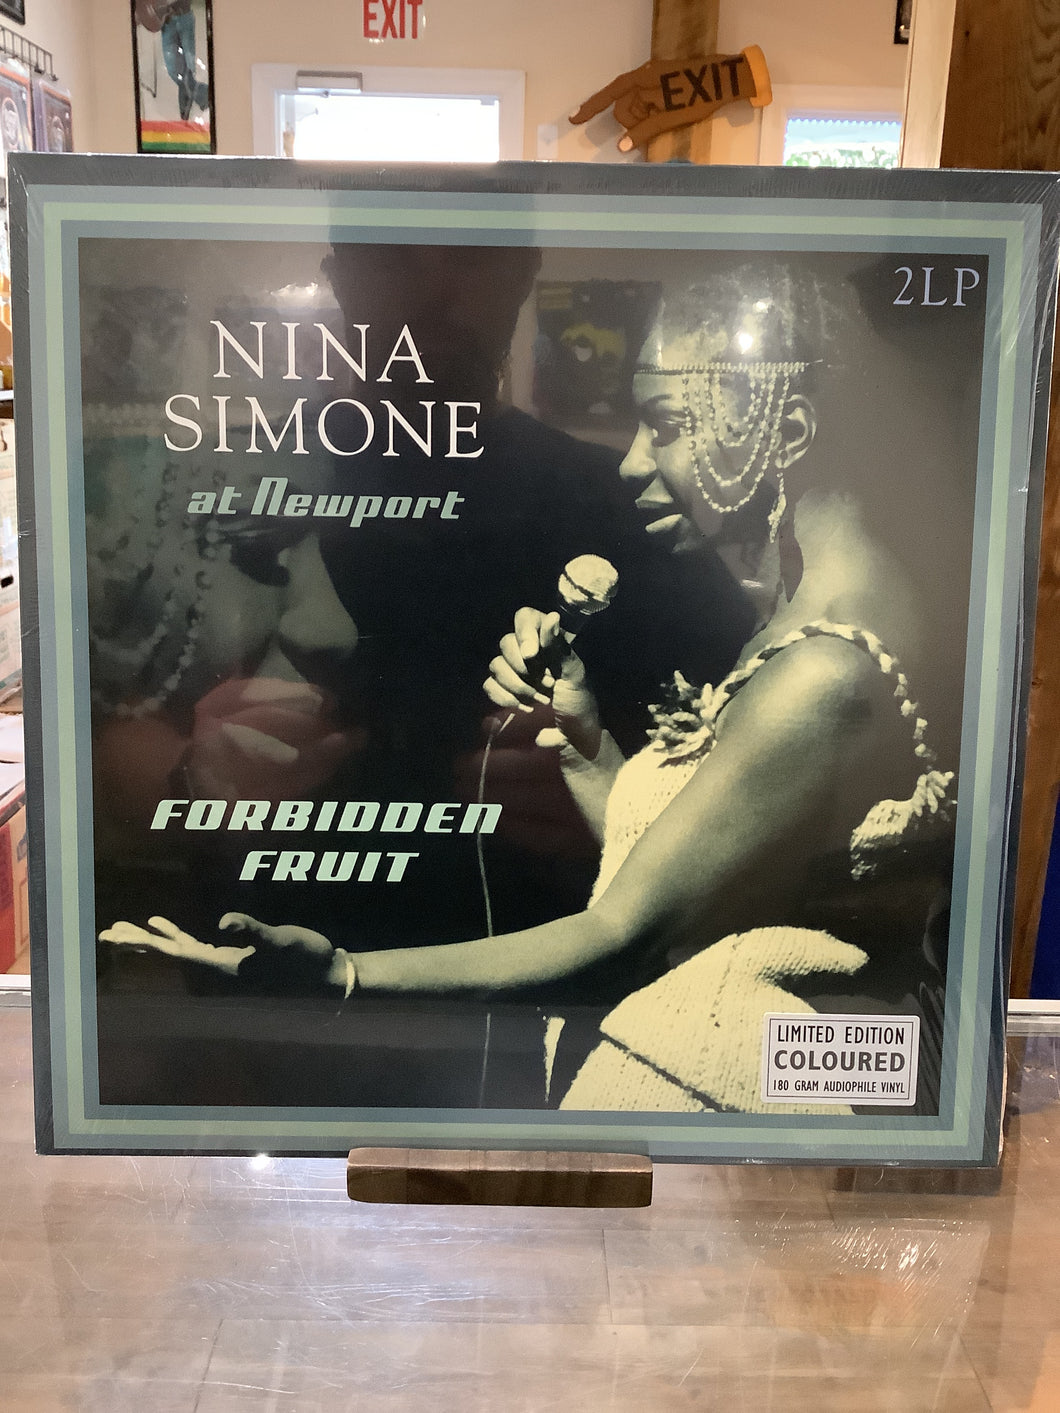 EXIT
EXIT
2LP
NINA
SIMONE
at Newport
FORBIDDEN
FRUIT
LIMITED EDITION
COLOURED
180 GRAM AUDIOPHILE VINYL